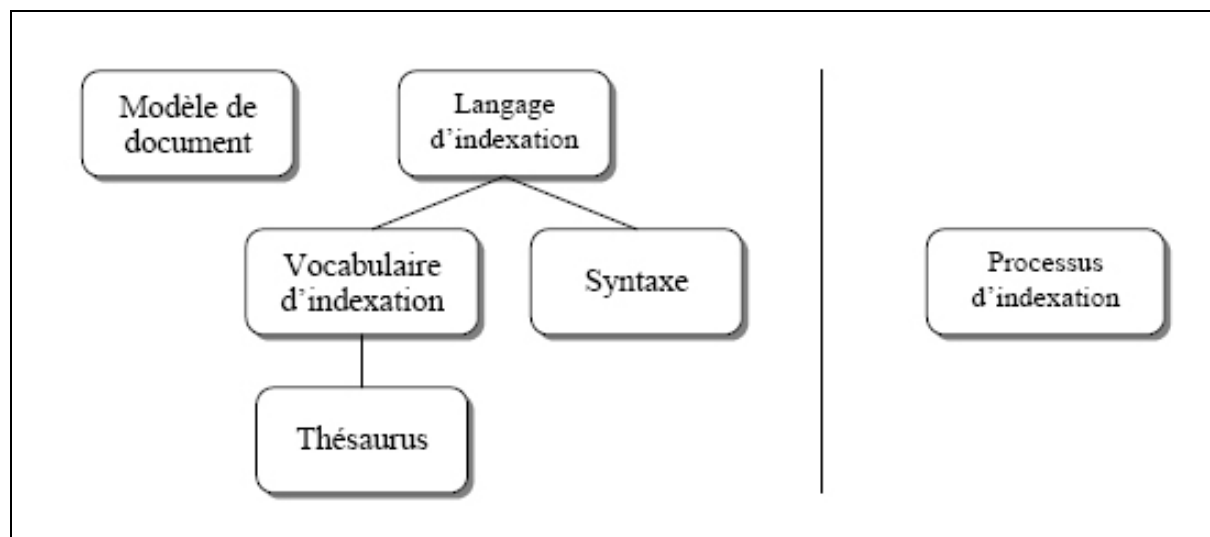 Modèle de
document
Langage
d’indexation
Vocabulaire
d’indexation
Syntaxe
Processus
d’indexation
Thésaurus